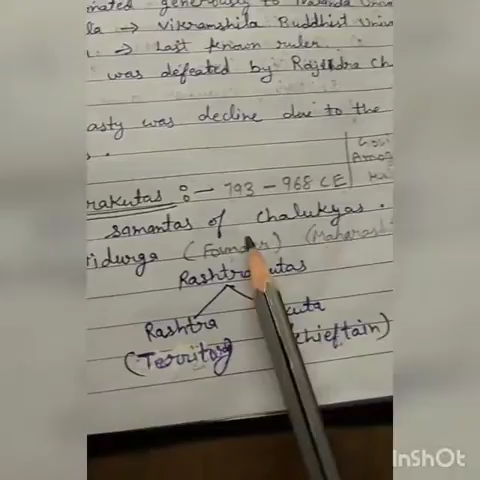 mated generously to Nalanda Univ
la → Vikramshila Buddhist Univ
→ Last known ruler.
was defeated by Rajendra Ch
asty was decline due to the
rakutas :- 793 - 968 CE
samantas of Chalukyas.
idurga (Founder) (Maharas
Rashtrakutas
Rashtra kuta
(Territory chieftain)
InShOt